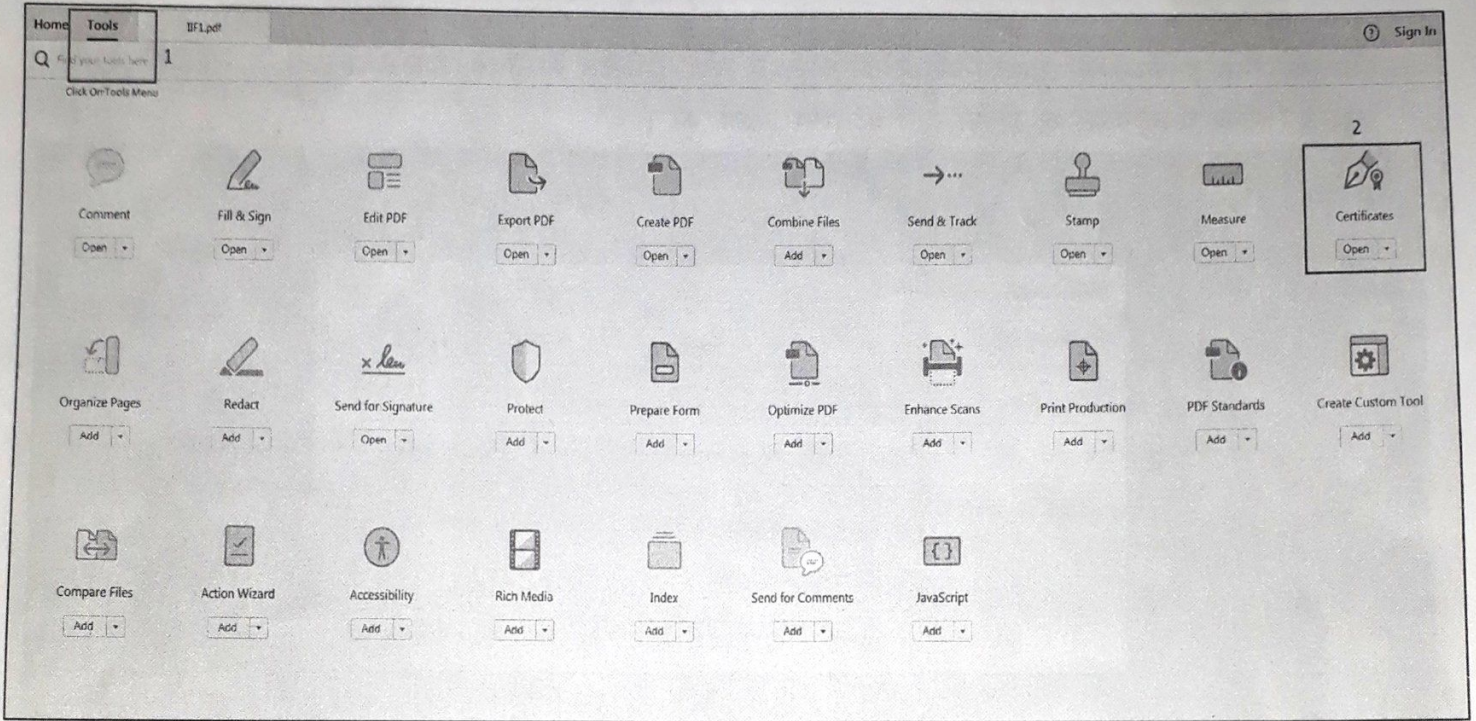 Home Tools IIF1.pdf Sign In
Find your tools here 1
Click On Tools Menu
2
Comment Fill & Sign Edit PDF Export PDF Create PDF Combine Files Send & Track Stamp Measure Certificates
Open Open Open Open Open Add Open Open Open Open
Organize Pages Redact Send for Signature Protect Prepare Form Optimize PDF Enhance Scans Print Production PDF Standards Create Custom Tool
Add Add Open Add Add Add Add Add Add Add
Compare Files Action Wizard Accessibility Rich Media Index Send for Comments JavaScript
Add Add Add Add Add Add Add